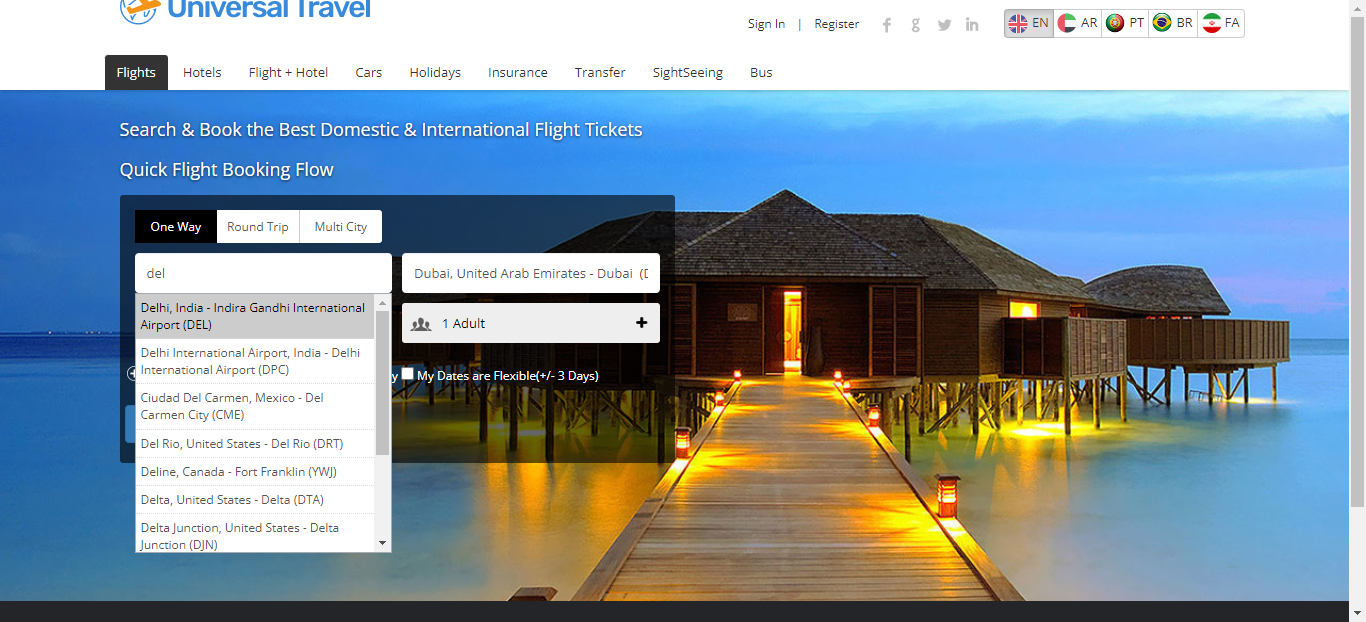 Universal Travel
Sign In | Register
EN AR PT BR FA
Flights Hotels Flight + Hotel Cars Holidays Insurance Transfer SightSeeing Bus
Search & Book the Best Domestic & International Flight Tickets
Quick Flight Booking Flow
One Way Round Trip Multi City
del
Dubai, United Arab Emirates - Dubai (D
Delhi, India - Indira Gandhi International
Airport (DEL)
1 Adult
Delhi International Airport, India - Delhi
International Airport (DPC)
y My Dates are Flexible(+/- 3 Days)
Ciudad Del Carmen, Mexico - Del
Carmen City (CME)
Del Rio, United States - Del Rio (DRT)
Deline, Canada - Fort Franklin (YWJ)
Delta, United States - Delta (DTA)
Delta Junction, United States - Delta
Junction (DJN)